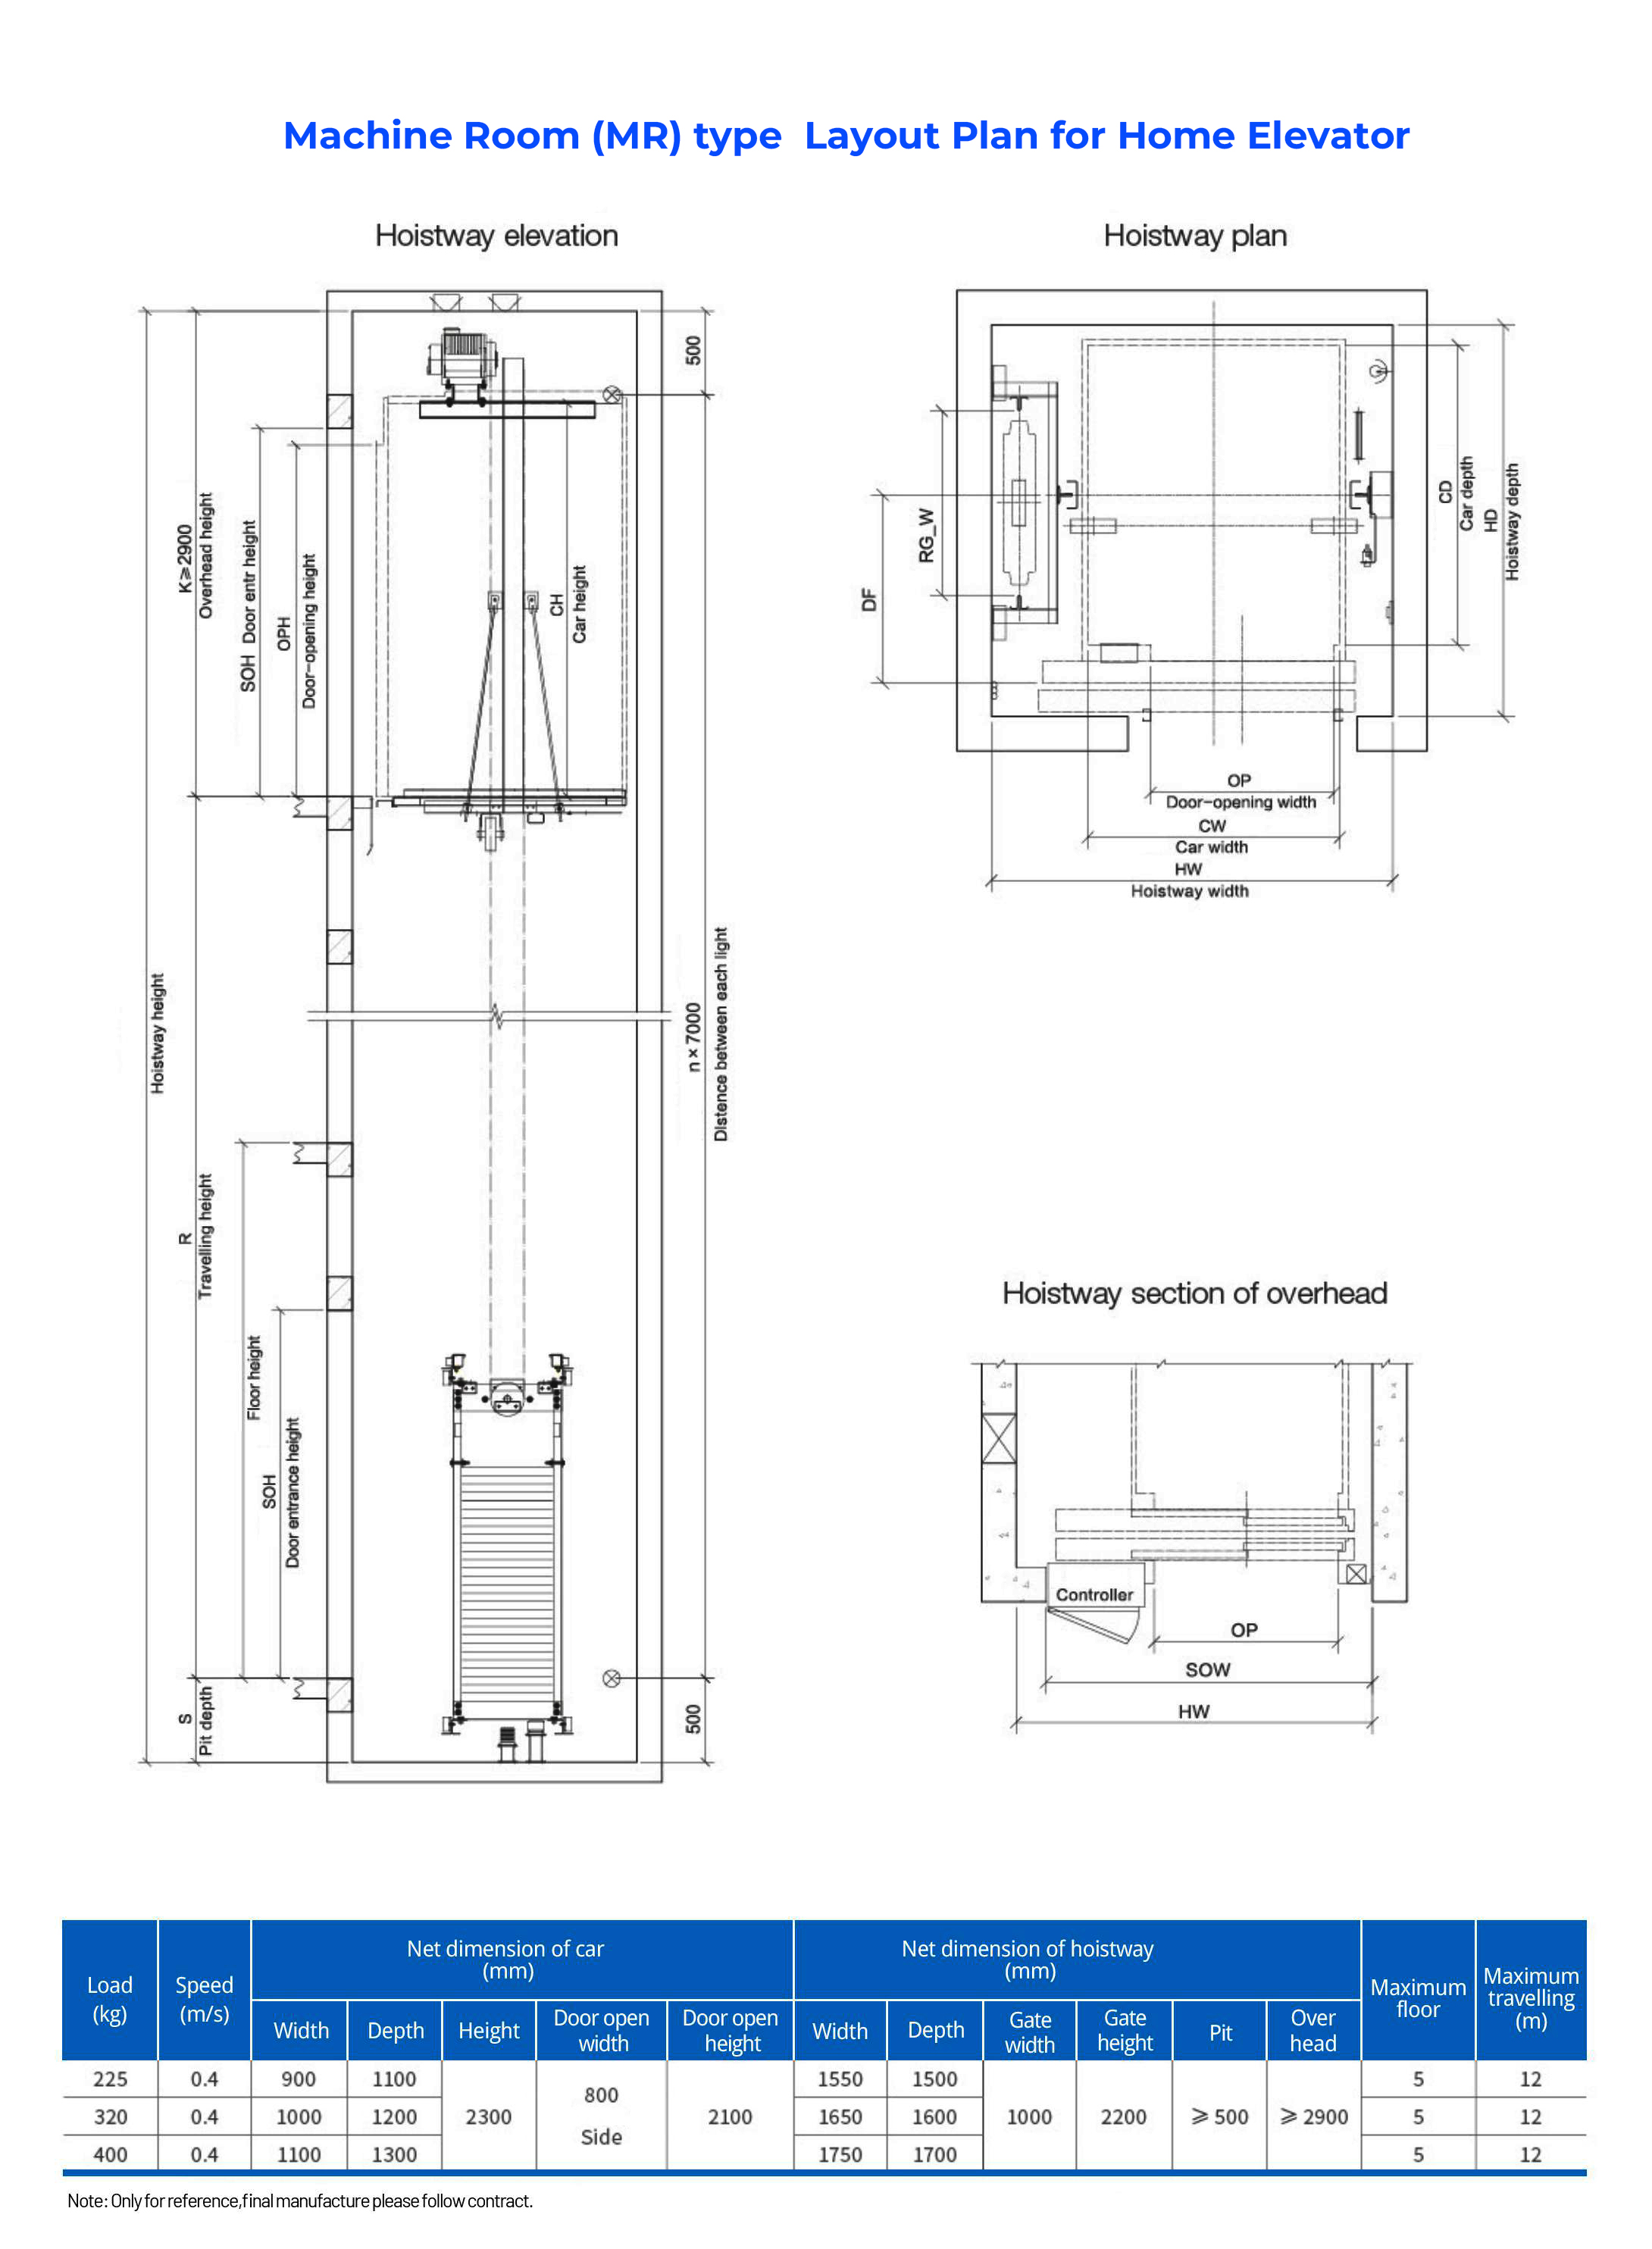 Machine Room (MR) type  Layout Plan for Home Elevator
Hoistway elevation
500
K≥2900
Overhead height
SOH Door entr height
OPH
Door-opening height
CH
Car height
Hoistway height
n×7000
Distence between each light
R
Travelling height
Floor height
SOH
Door entrance height
S
Pit depth
500
Hoistway plan
RG_W
DF
CD
Car depth
HD
Hoistway depth
OP
Door-opening width
CW
Car width
HW
Hoistway width
Hoistway section of overhead
Controller
OP
SOW
HW
Load
(kg)
Speed
(m/s)
Net dimension of car
(mm)
Net dimension of hoistway
(mm)
Maximum
floor
Maximum
travelling
(m)
Width
Depth
Height
Door open
width
Door open
height
Width
Depth
Gate
width
Gate
height
Pit
Over
head
225 0.4 900 1100 1550 1500 5 12
800
320 0.4 1000 1200 2300 2100 1650 1600 1000 2200 ≥ 500 ≥ 2900 5 12
Side
400 0.4 1100 1300 1750 1700 5 12
Note: Only for reference,final manufacture please follow contract.